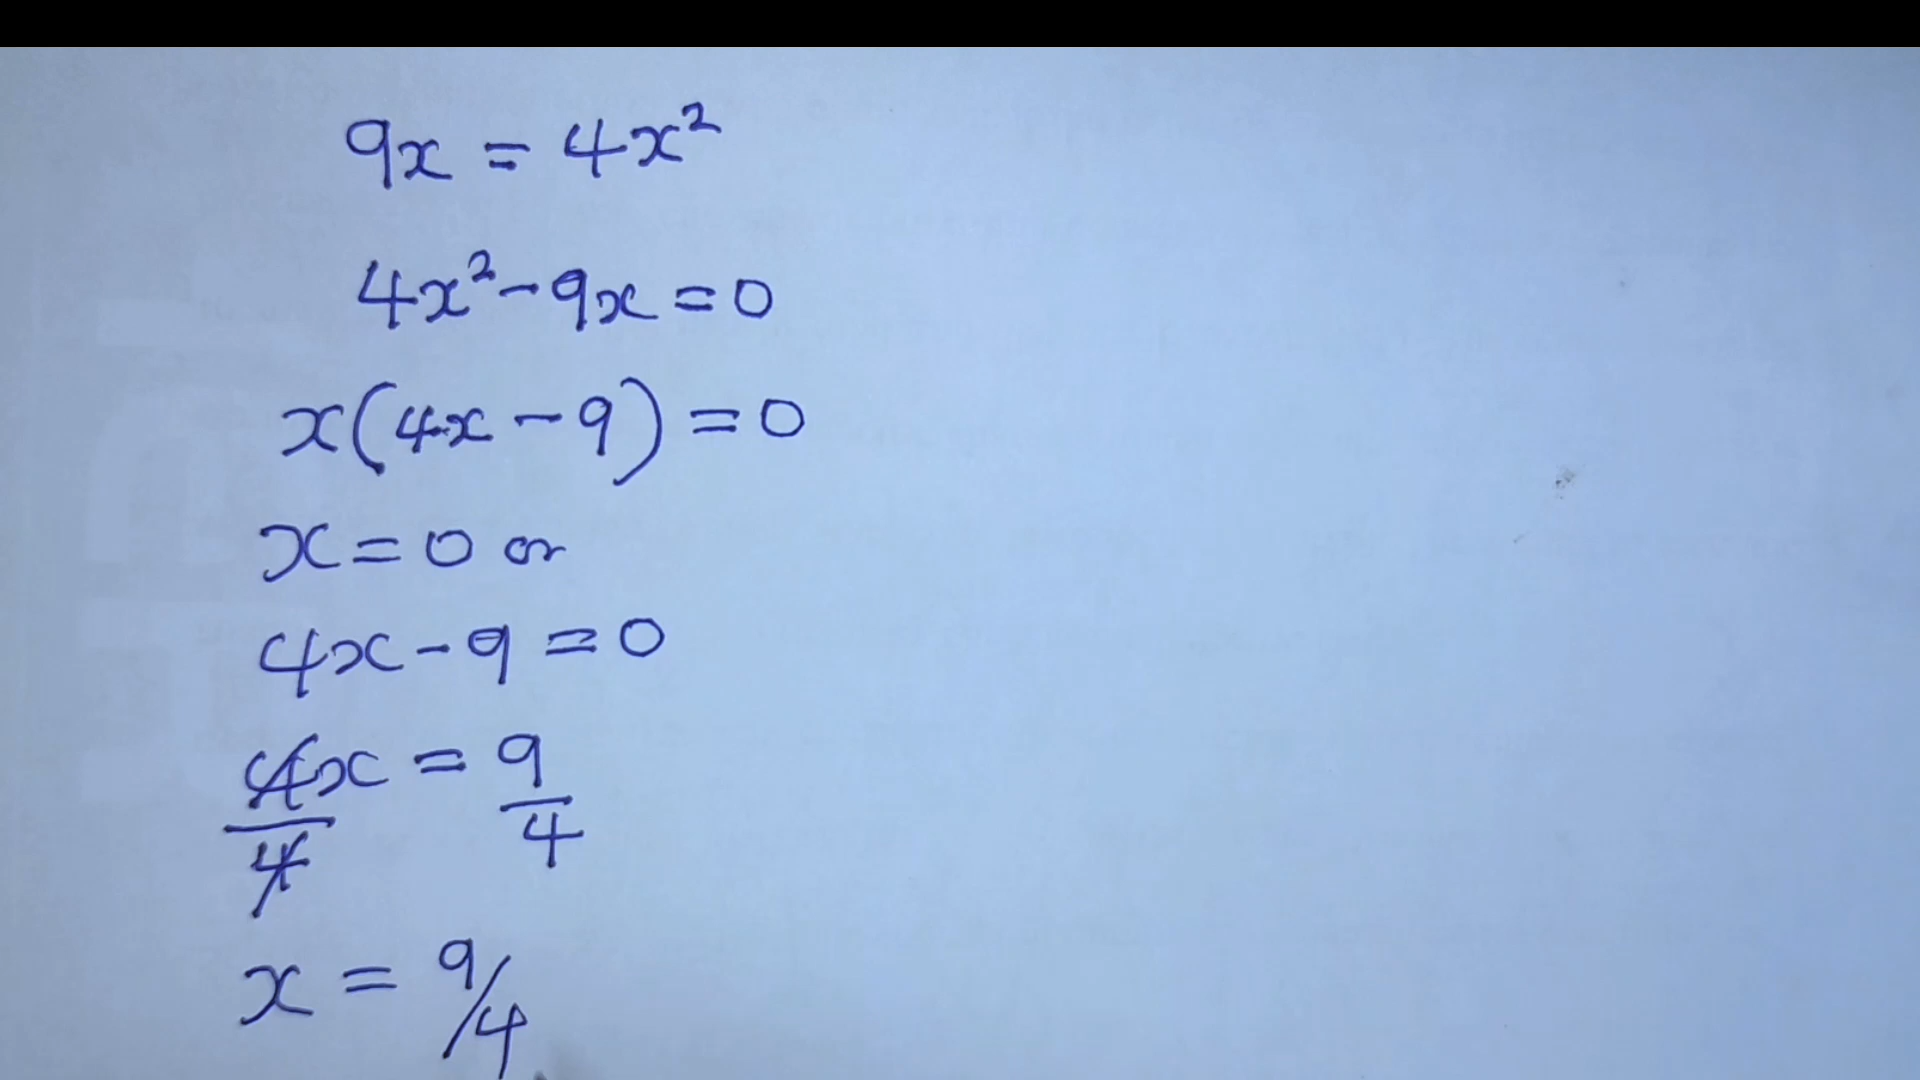 9x = 4x²
4x² - 9x = 0
x(4x - 9) = 0
x = 0 or
4x - 9 = 0
4x/4 = 9/4
x = 9/4